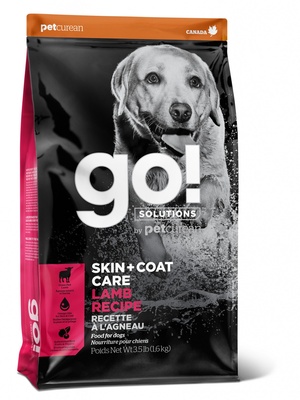 petcurean
CANADA
go!
SOLUTIONS
by petcurean
SKIN+COAT
CARE
LAMB
RECIPE
RECETTE
À L'AGNEAU
Food for dogs
Nourriture pour chiens
Poids Net Wt 3.5 lb (1.6 kg)
go!